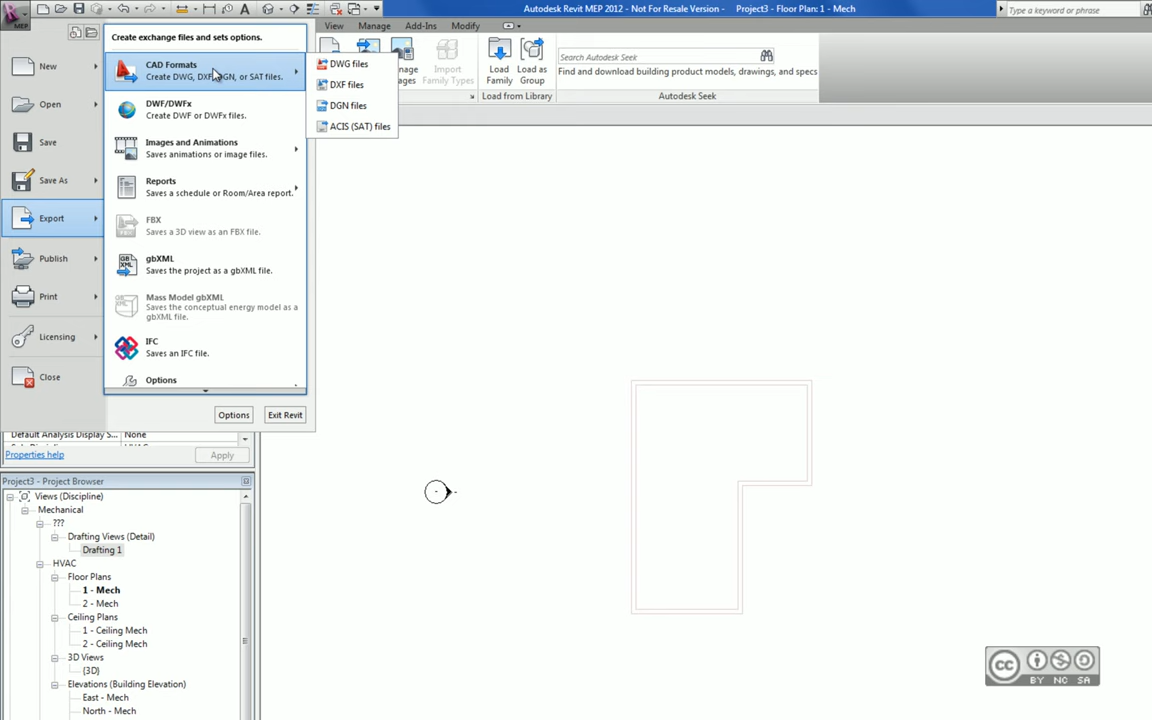 Autodesk Revit MEP 2012 - Not For Resale Version - Project3 - Floor Plan: 1 - Mech
Type a keyword or phrase
MEP
View
Manage
Add-Ins
Modify
Import
Family Types
Load
Family
Load as
Group
Load from Library
Autodesk Seek
Find and download building product models, drawings, and specs
Autodesk Seek
New
Open
Save
Save As
Export
Publish
Print
Licensing
Close
Create exchange files and sets options.
CAD Formats
Create DWG, DXF, DGN, or SAT files.
DWF/DWFx
Create DWF or DWFx files.
Images and Animations
Saves animations or image files.
Reports
Saves a schedule or Room/Area report.
FBX
Saves a 3D view as an FBX file.
GB
XML
gbXML
Saves the project as a gbXML file.
Mass Model gbXML
Saves the conceptual energy model as a
gbXML file.
IFC
Saves an IFC file.
Options
DWG files
DXF files
DGN files
ACIS (SAT) files
Options
Exit Revit
Default Analysis Display S...
None
Properties help
Apply
Project3 - Project Browser
Views (Discipline)
Mechanical
???
Drafting Views (Detail)
Drafting 1
HVAC
Floor Plans
1 - Mech
2 - Mech
Ceiling Plans
1 - Ceiling Mech
2 - Ceiling Mech
3D Views
{3D}
Elevations (Building Elevation)
East - Mech
North - Mech
cc
BY NC SA